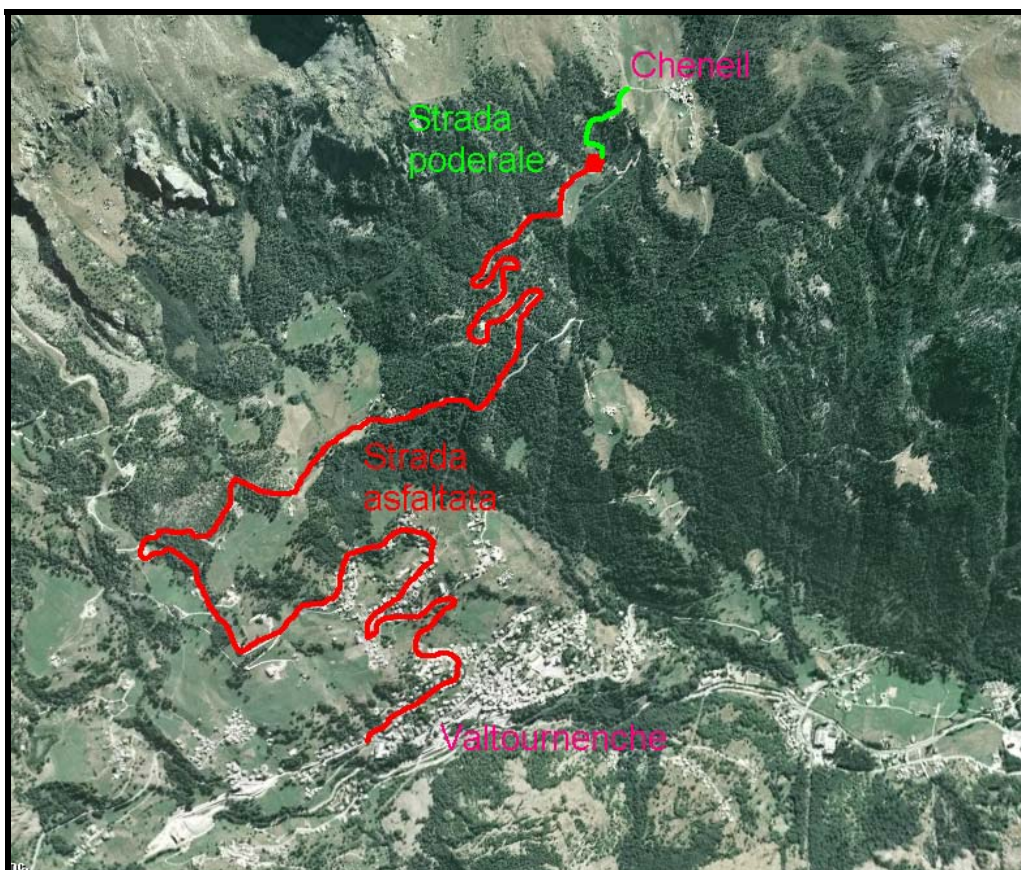 Cheneil
Strada
poderale
Strada
asfaltata
Valtournenche